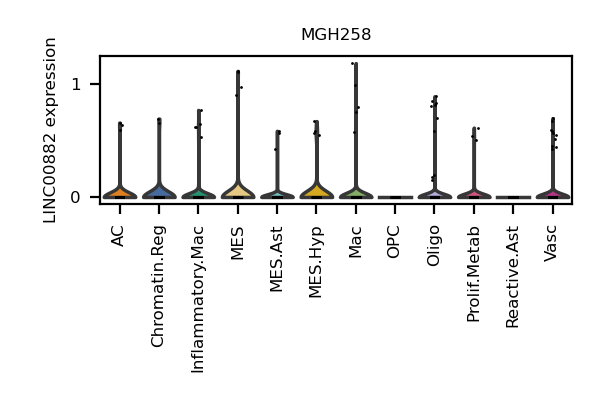 MGH258
LINC00882 expression
1
0
AC
Chromatin.Reg
Inflammatory.Mac
MES
MES.Ast
MES.Hyp
Mac
OPC
Oligo
Prolif.Metab
Reactive.Ast
Vasc